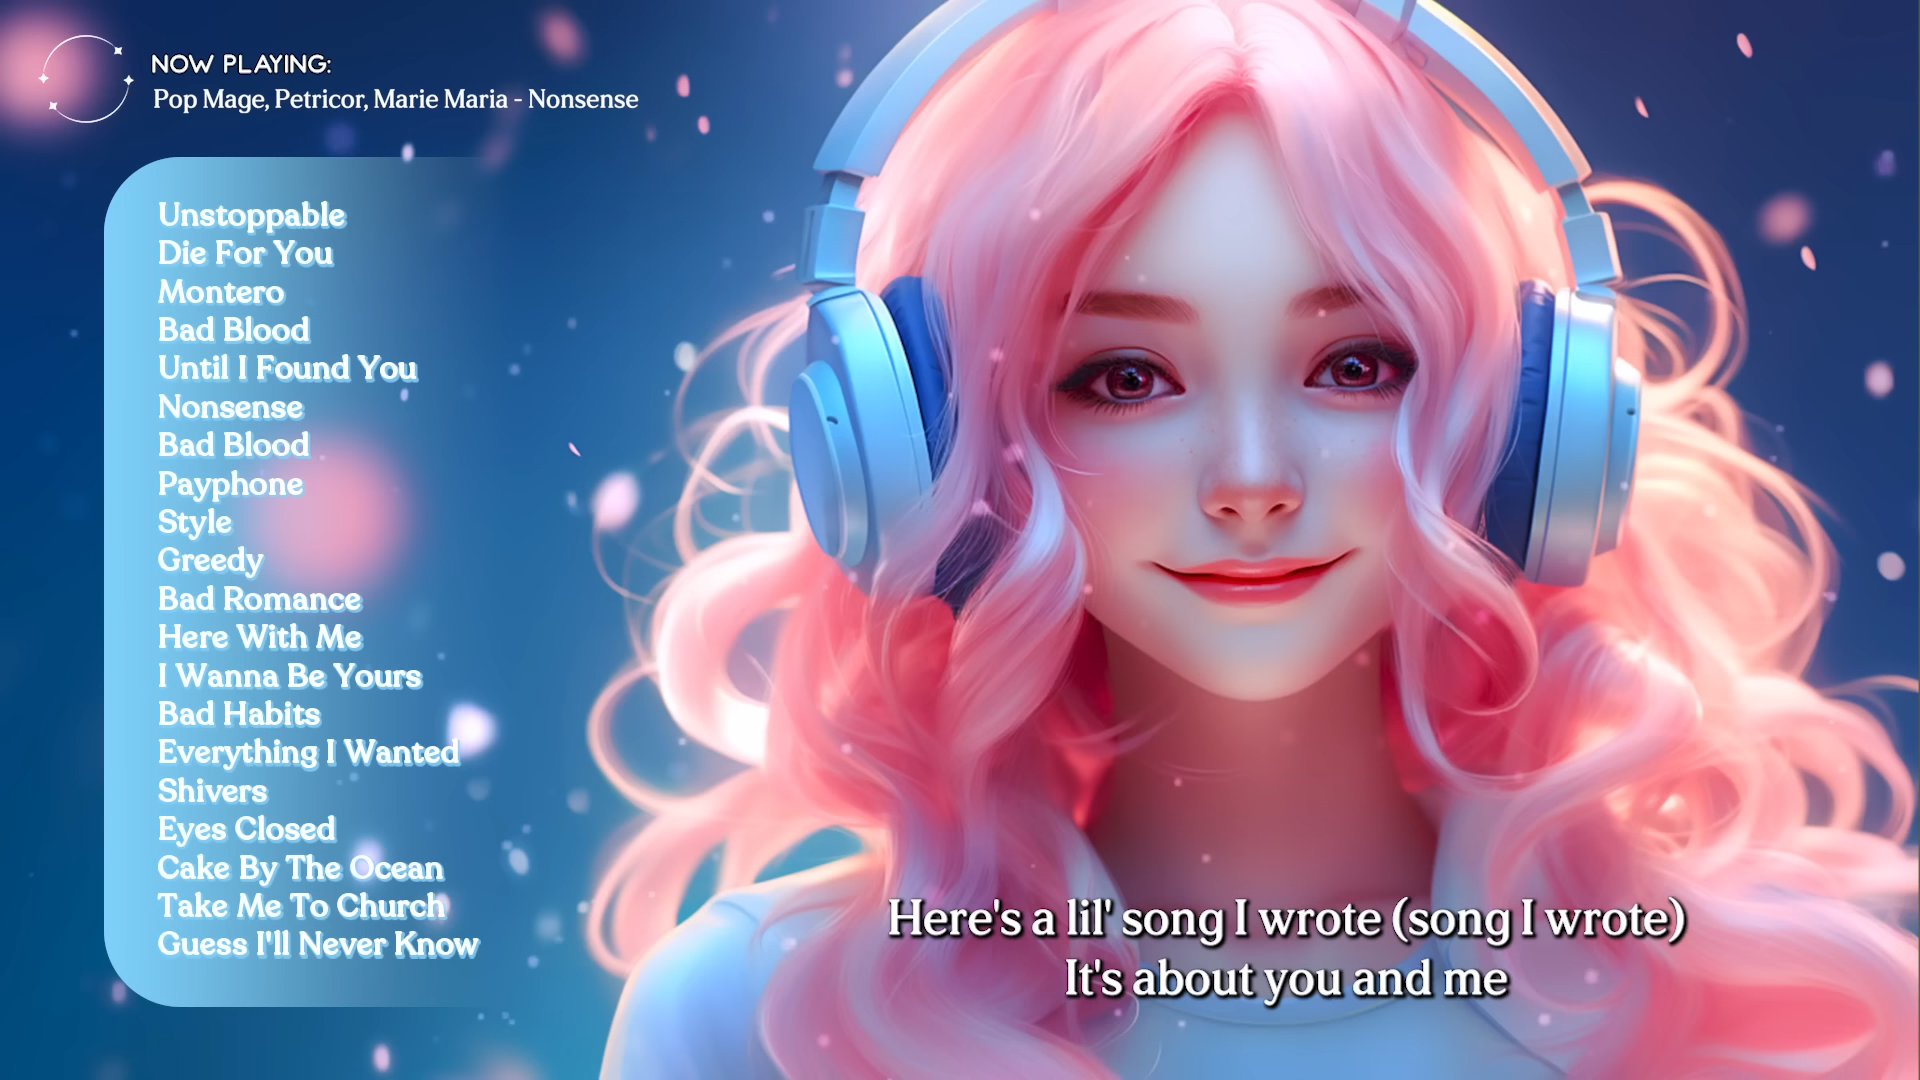 NOW PLAYING:
Pop Mage, Petricor, Marie Maria - Nonsense
Unstoppable
Die For You
Montero
Bad Blood
Until I Found You
Nonsense
Bad Blood
Payphone
Style
Greedy
Bad Romance
Here With Me
I Wanna Be Yours
Bad Habits
Everything I Wanted
Shivers
Eyes Closed
Cake By The Ocean
Take Me To Church
Guess I'll Never Know
Here's a lil' song I wrote (song I wrote)
It's about you and me